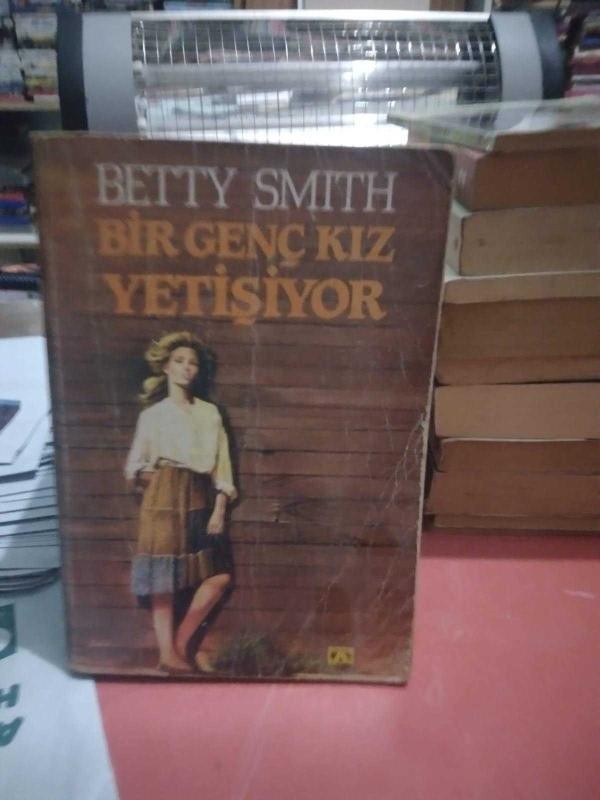 BETTY SMITH
BİR GENÇ KIZ
YETİŞİYOR